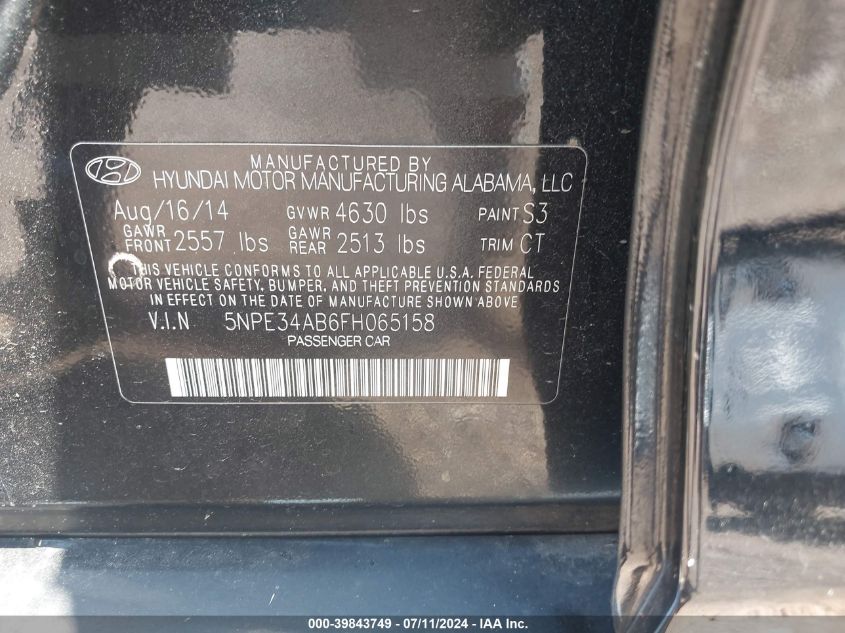 MANUFACTURED BY
HYUNDAI MOTOR MANUFACTURING ALABAMA, LLC
Aug/16/14 GVWR 4630 lbs PAINT S3
GAWR FRONT 2557 lbs GAWR REAR 2513 lbs TRIM CT
THIS VEHICLE CONFORMS TO ALL APPLICABLE U.S.A. FEDERAL
MOTOR VEHICLE SAFETY, BUMPER, AND THEFT PREVENTION STANDARDS
IN EFFECT ON THE DATE OF MANUFACTURE SHOWN ABOVE.
V.I.N 5NPE34AB6FH065158
PASSENGER CAR
000-39843749 - 07/11/2024 - IAA Inc.